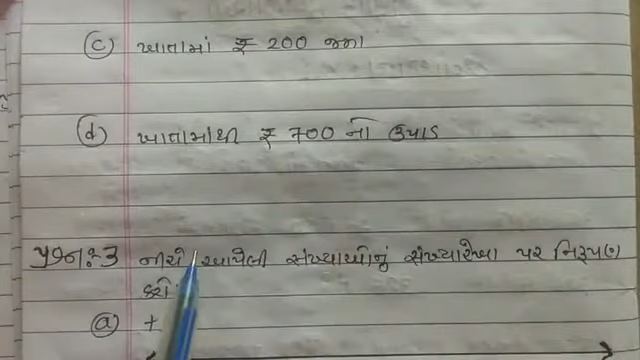 (c) ખાતામાં ₹ 200 જમા
(d) ખાતામાંથી ₹ 700 નો ઉપાડ
પ્રશ્ન:3 નીચે આપેલી સંખ્યાઓનું સંખ્યારેખા પર નિરૂપણ
કરો:
(a) +